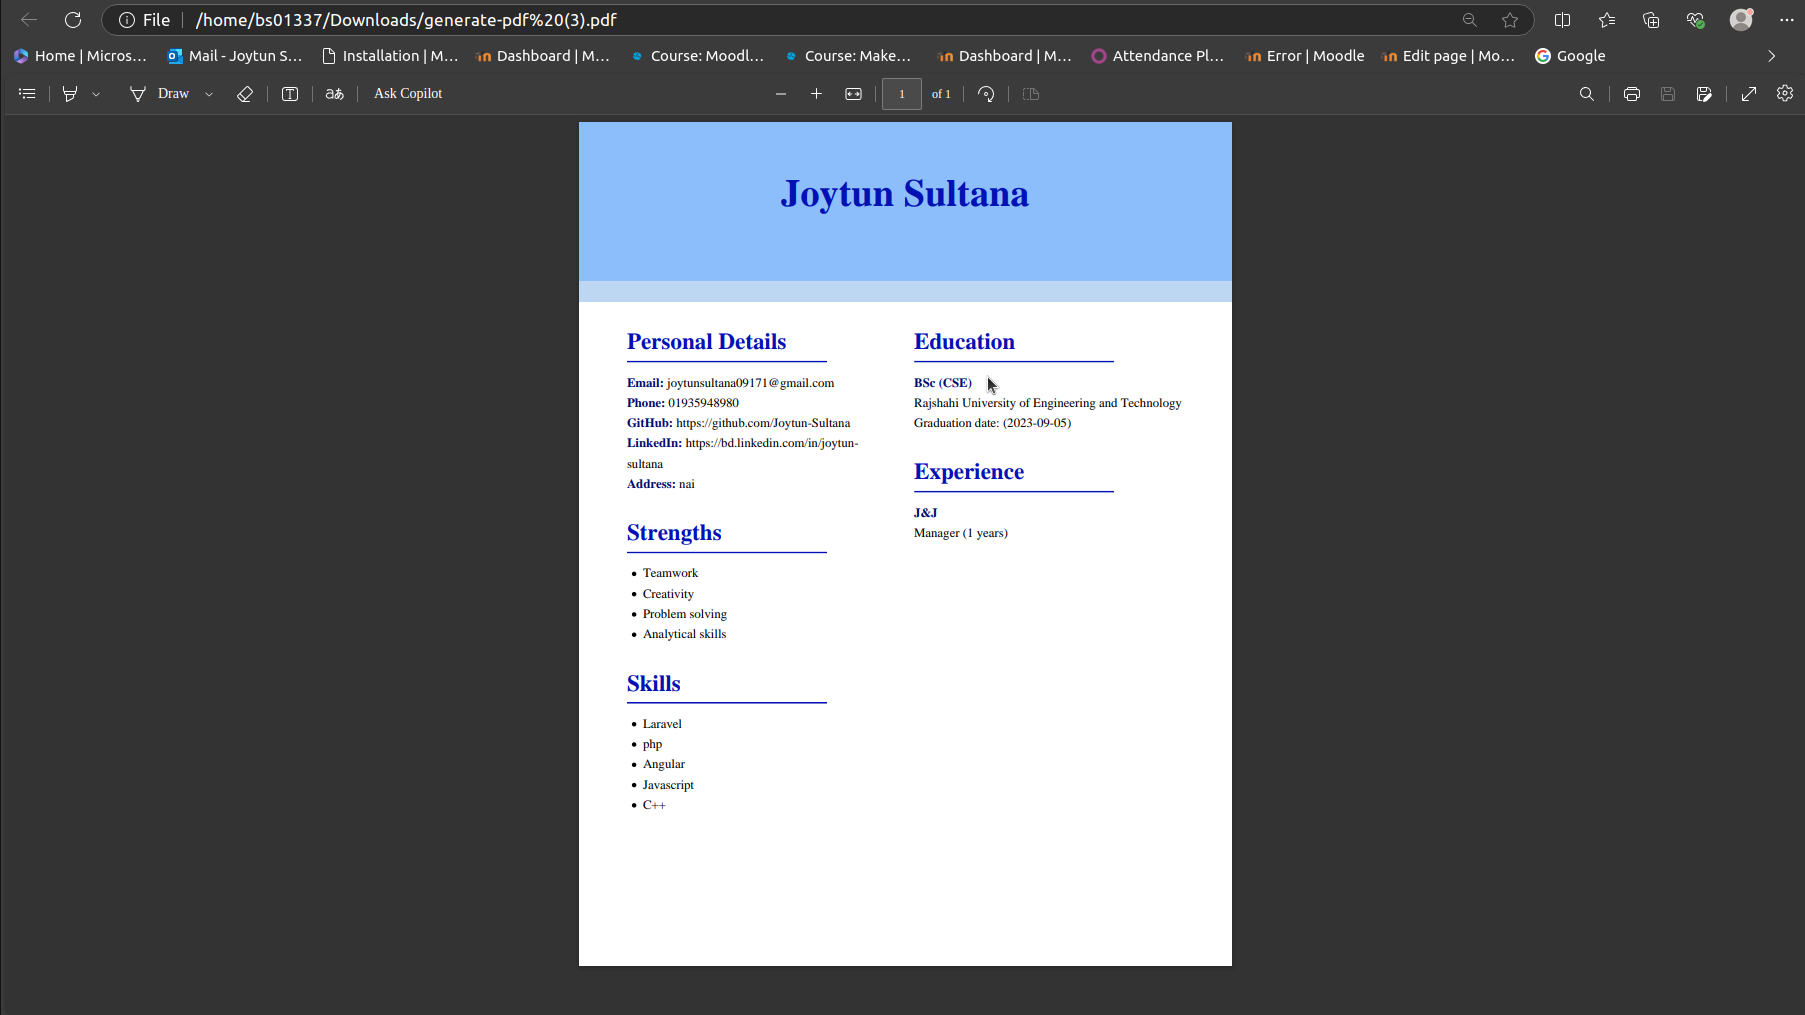 File /home/bs01337/Downloads/generate-pdf%20(3).pdf
Home | Micros... Mail - Joytun S... Installation | M... Dashboard | M... Course: Moodl... Course: Make... Dashboard | M... Attendance Pl... Error | Moodle Edit page | Mo... Google
Draw aあ Ask Copilot 1 of 1
Joytun Sultana
Personal Details
Email: joytunsultana09171@gmail.com
Phone: 01935948980
GitHub: https://github.com/Joytun-Sultana
LinkedIn: https://bd.linkedin.com/in/joytun-
sultana
Address: nai
Strengths
Teamwork
Creativity
Problem solving
Analytical skills
Skills
Laravel
php
Angular
Javascript
C++
Education
BSc (CSE)
Rajshahi University of Engineering and Technology
Graduation date: (2023-09-05)
Experience
J&J
Manager (1 years)